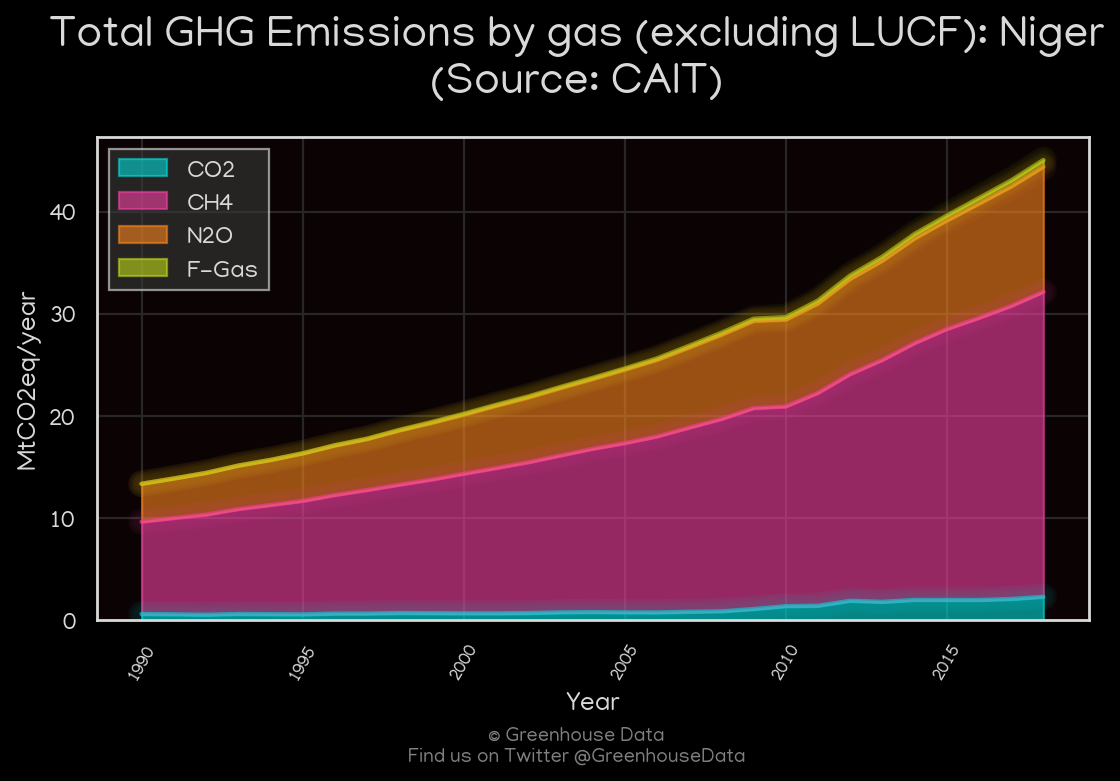 Total GHG Emissions by gas (excluding LUCF): Niger
(Source: CAIT)
CO2
CH4
N2O
F-Gas
MtCO2eq/year
40
30
20
10
0
1990
1995
2000
2005
2010
2015
Year
© Greenhouse Data
Find us on Twitter @GreenhouseData